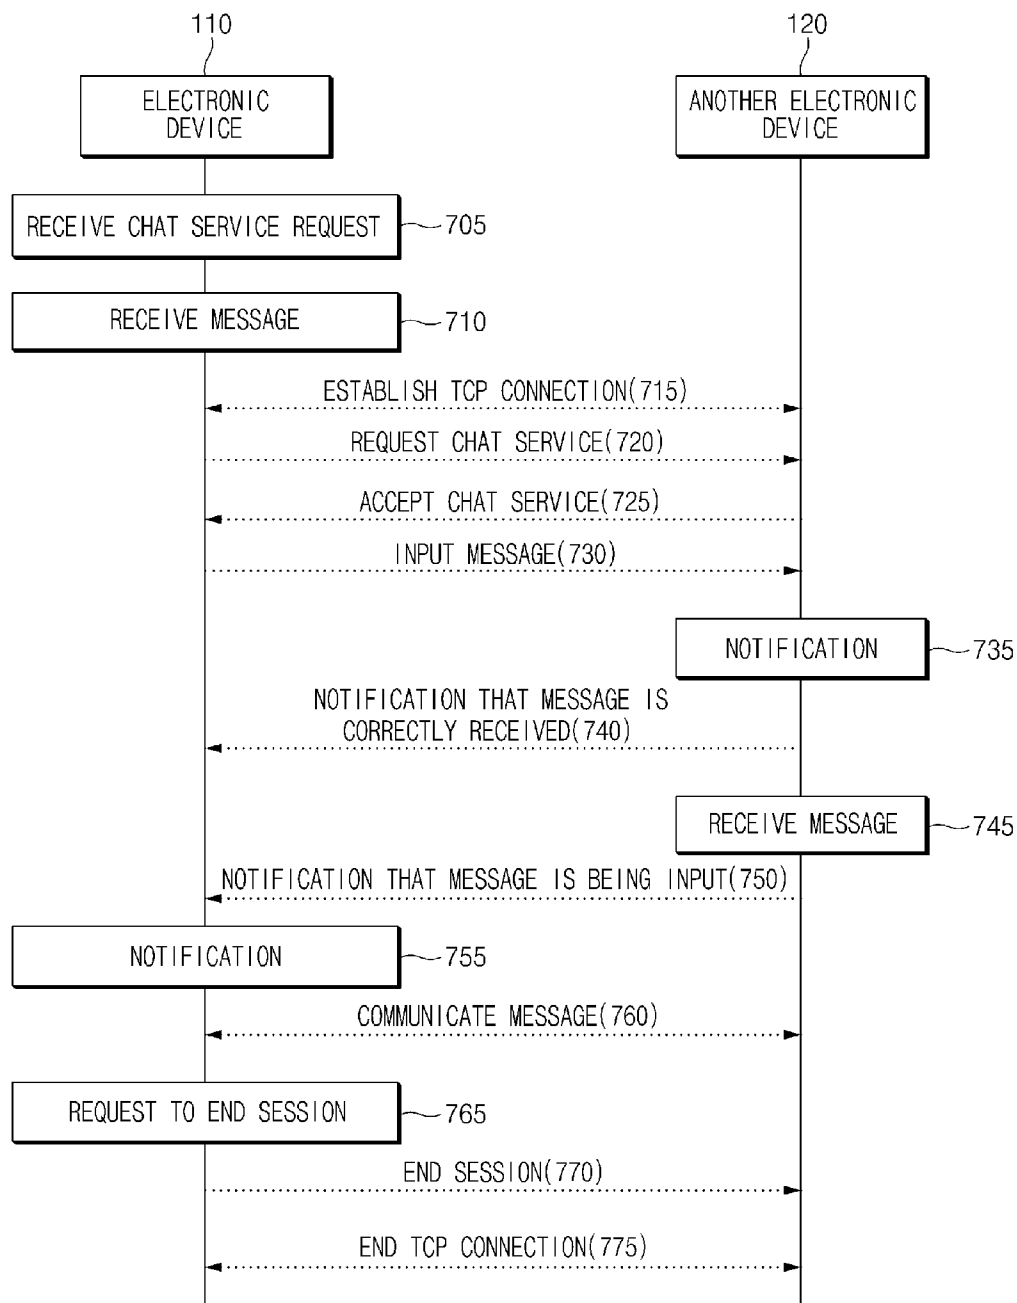 110
120
ELECTRONIC
DEVICE
ANOTHER ELECTRONIC
DEVICE
RECEIVE CHAT SERVICE REQUEST
705
RECEIVE MESSAGE
710
ESTABLISH TCP CONNECTION(715)
REQUEST CHAT SERVICE(720)
ACCEPT CHAT SERVICE(725)
INPUT MESSAGE(730)
NOTIFICATION
735
NOTIFICATION THAT MESSAGE IS
CORRECTLY RECEIVED(740)
RECEIVE MESSAGE
745
NOTIFICATION THAT MESSAGE IS BEING INPUT(750)
NOTIFICATION
755
COMMUNICATE MESSAGE(760)
REQUEST TO END SESSION
765
END SESSION(770)
END TCP CONNECTION(775)